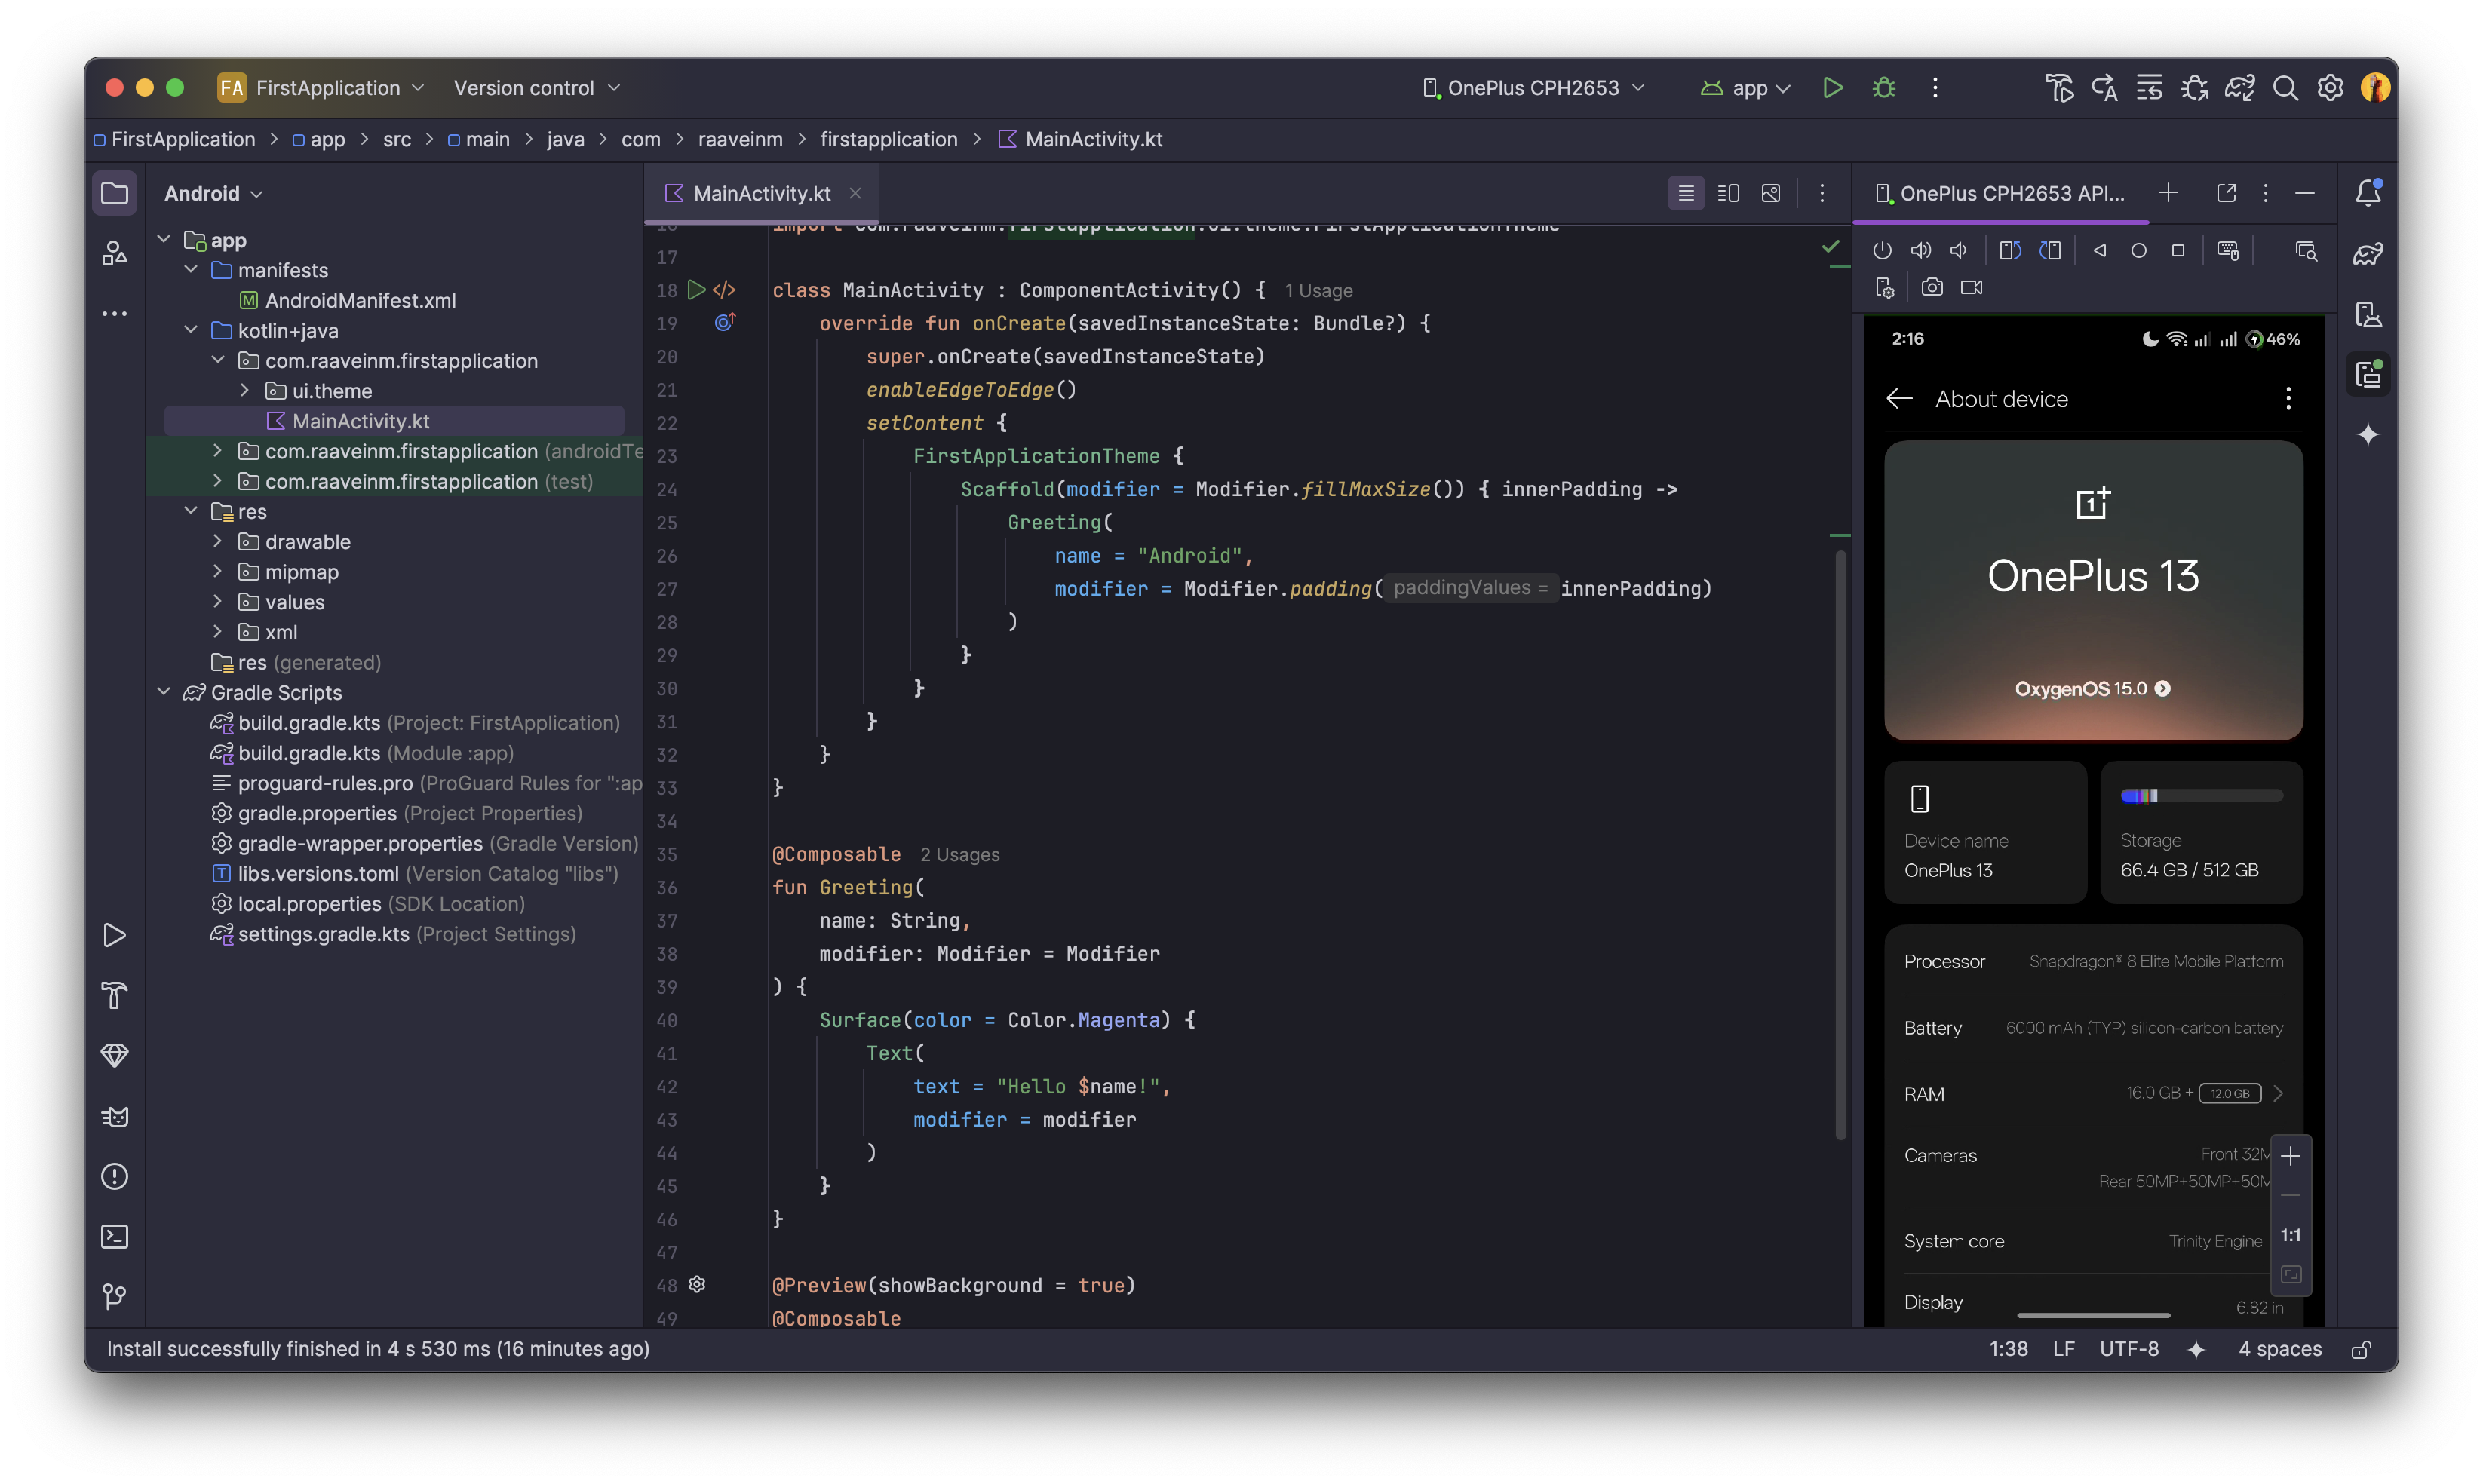 FA FirstApplication Version control OnePlus CPH2653 app
FirstApplication > app > src > main > java > com > raaveinm > firstapplication > MainActivity.kt
Android
app
manifests
AndroidManifest.xml
kotlin+java
com.raaveinm.firstapplication
ui.theme
MainActivity.kt
com.raaveinm.firstapplication (androidTe
com.raaveinm.firstapplication (test)
res
drawable
mipmap
values
xml
res (generated)
Gradle Scripts
build.gradle.kts (Project: FirstApplication)
build.gradle.kts (Module :app)
proguard-rules.pro (ProGuard Rules for ":ap
gradle.properties (Project Properties)
gradle-wrapper.properties (Gradle Version)
libs.versions.toml (Version Catalog "libs")
local.properties (SDK Location)
settings.gradle.kts (Project Settings)
MainActivity.kt
16 import com.raaveinm.firstapplication.ui.theme.FirstApplicationTheme
17
18 class MainActivity : ComponentActivity() { 1 Usage
19 override fun onCreate(savedInstanceState: Bundle?) {
20 super.onCreate(savedInstanceState)
21 enableEdgeToEdge()
22 setContent {
23 FirstApplicationTheme {
24 Scaffold(modifier = Modifier.fillMaxSize()) { innerPadding ->
25 Greeting(
26 name = "Android",
27 modifier = Modifier.padding( paddingValues = innerPadding)
28 )
29 }
30 }
31 }
32 }
33 }
34
35 @Composable 2 Usages
36 fun Greeting(
37 name: String,
38 modifier: Modifier = Modifier
39 ) {
40 Surface(color = Color.Magenta) {
41 Text(
42 text = "Hello $name!",
43 modifier = modifier
44 )
45 }
46 }
47
48 @Preview(showBackground = true)
49 @Composable
OnePlus CPH2653 API...
2:16 46%
About device
OnePlus 13
OxygenOS 15.0
Device name
OnePlus 13
Storage
66.4 GB / 512 GB
Processor Snapdragon® 8 Elite Mobile Platform
Battery 6000 mAh (TYP) silicon-carbon battery
RAM 16.0 GB + 12.0 GB
Cameras Front 32M
Rear 50MP+50MP+50M
System core Trinity Engine
Display 6.82 in
1:1
Install successfully finished in 4 s 530 ms (16 minutes ago)
1:38 LF UTF-8 4 spaces